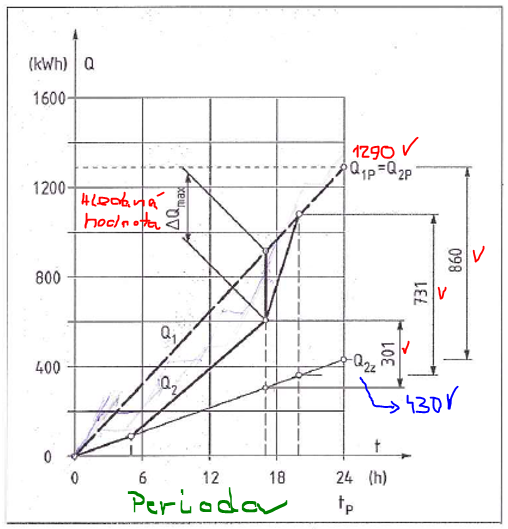 (kWh) Q
1600
1290 ✓
Q1P=Q2P
1200
Hledaná
hodnota
ΔQmax
860 ✓
731 ✓
800
Q1
301 ✓
400
Q2
Q2z
→430 ✓
0
t
0 6 12 18 24 (h)
Perioda
tP